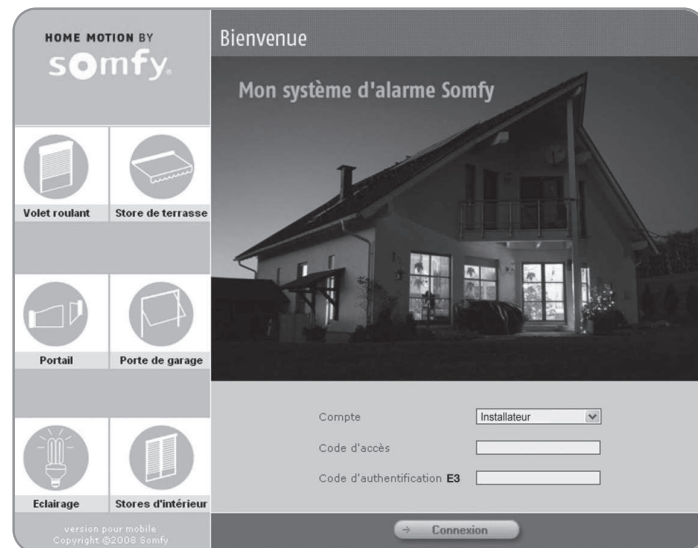 HOME MOTION BY
somfy.
Bienvenue
Mon système d'alarme Somfy
Volet roulant
Store de terrasse
Portail
Porte de garage
Eclairage
Stores d'intérieur
Compte
Installateur
Code d'accès
Code d'authentification E3
version pour mobile
Copyright ©2008 Somfy
→ Connexion